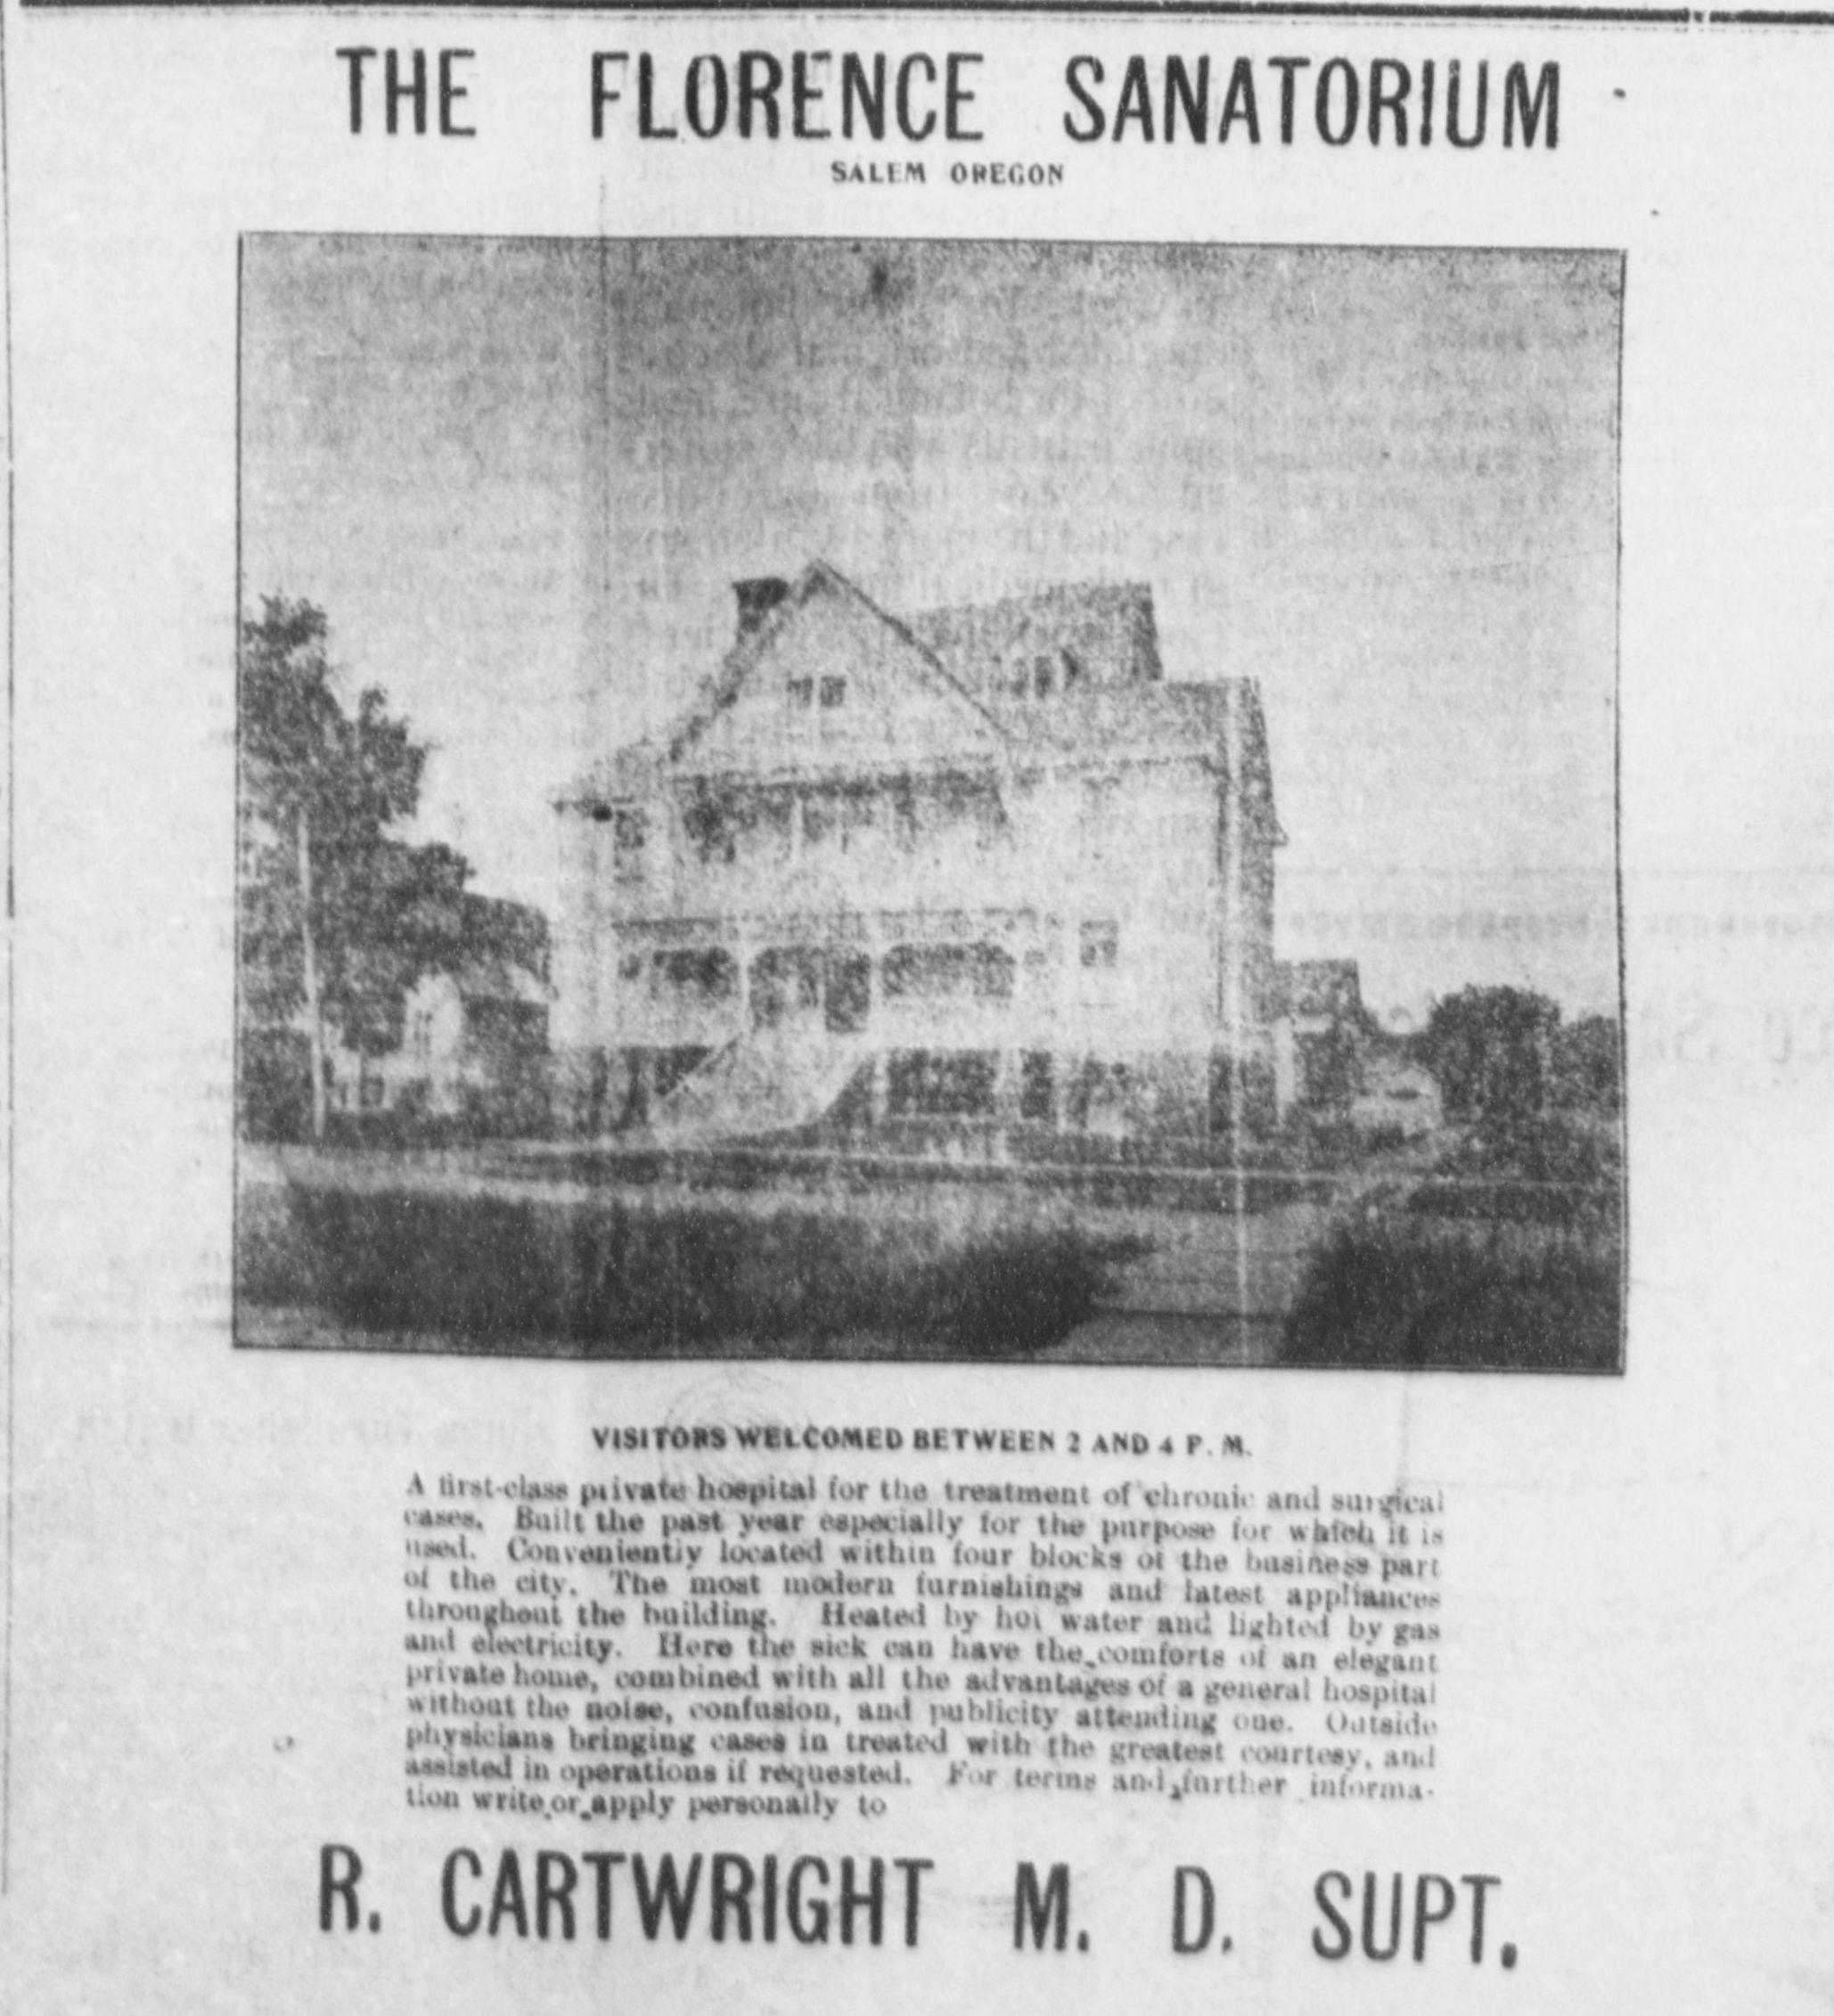 THE FLORENCE SANATORIUM
SALEM OREGON
VISITORS WELCOMED BETWEEN 2 AND 4 P. M.
A first-class private hospital for the treatment of chronic and surgical
cases. Built the past year especially for the purpose for which it is
used. Conveniently located within four blocks of the business part
of the city. The most modern furnishings and latest appliances
throughout the building. Heated by hot water and lighted by gas
and electricity. Here the sick can have the comforts of an elegant
private home, combined with all the advantages of a general hospital
without the noise, confusion, and publicity attending one. Outside
physicians bringing cases in treated with the greatest courtesy, and
assisted in operations if requested. For terms and further informa-
tion write or apply personally to
R. CARTWRIGHT M. D. SUPT.